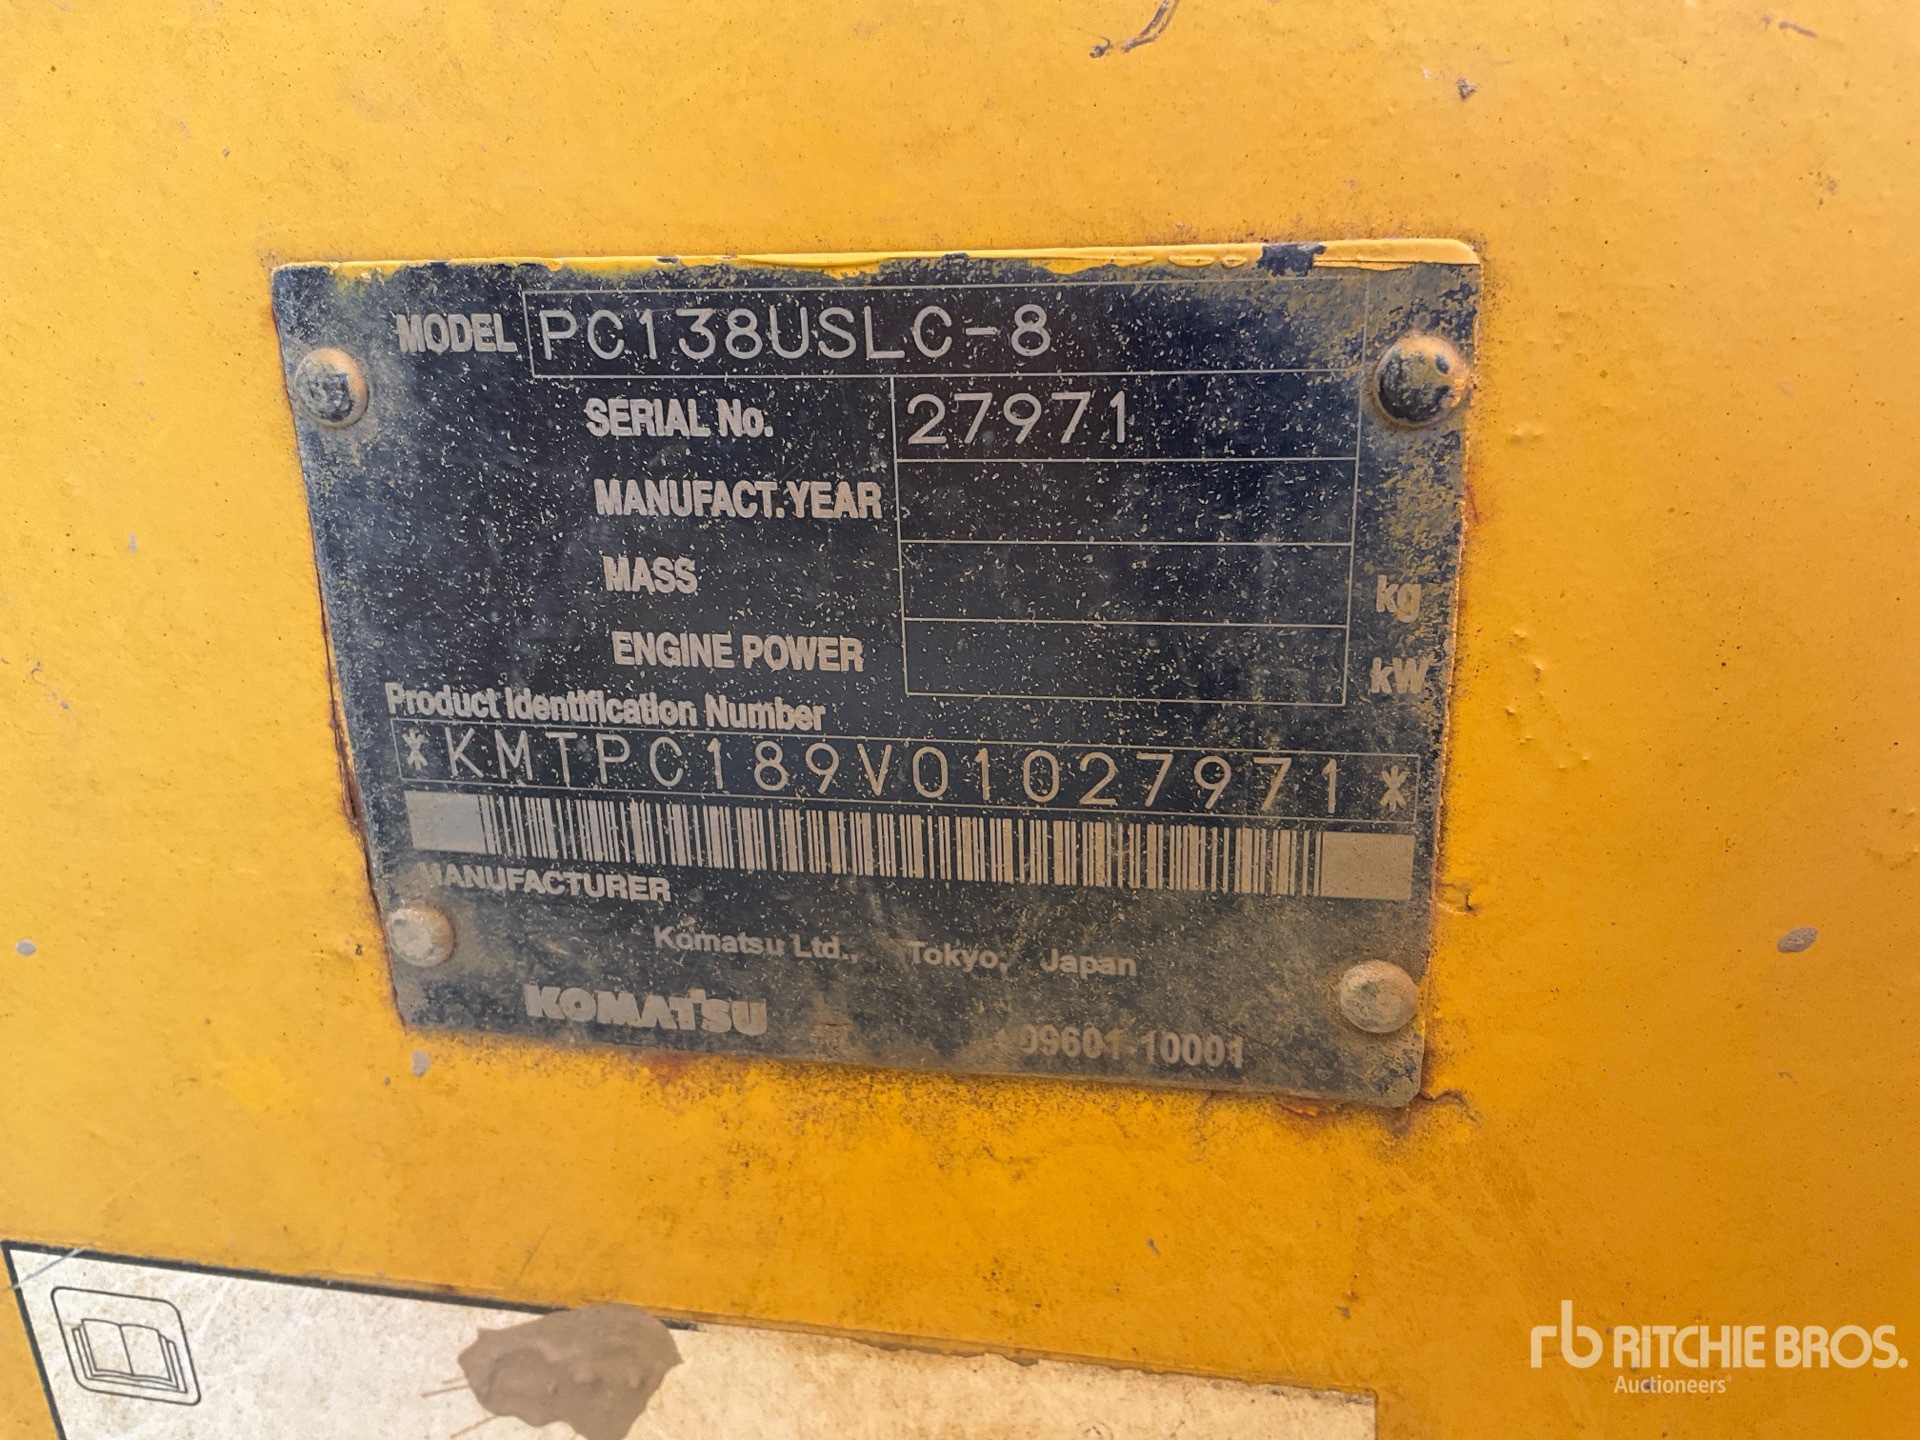 MODEL PC138USLC-8
SERIAL No. 27971
MANUFACT.YEAR
MASS kg
ENGINE POWER kW
Product Identification Number
*KMTPC189V01027971*
MANUFACTURER
Komatsu Ltd., Tokyo, Japan
KOMATSU 09601-10001
rb RITCHIE BROS.
Auctioneers